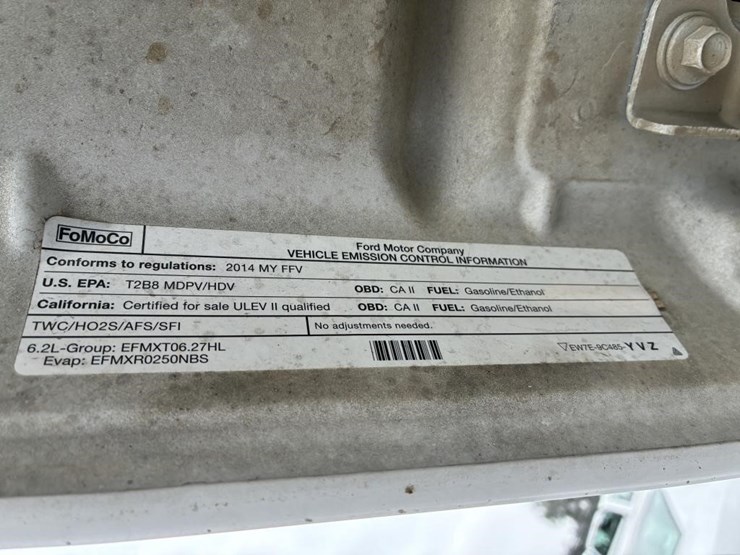 FoMoCo
Ford Motor Company
VEHICLE EMISSION CONTROL INFORMATION
Conforms to regulations: 2014 MY FFV
U.S. EPA: T2B8 MDPV/HDV OBD: CA II FUEL: Gasoline/Ethanol
California: Certified for sale ULEV II qualified OBD: CA II FUEL: Gasoline/Ethanol
TWC/HO2S/AFS/SFI No adjustments needed.
6.2L-Group: EFMXT06.27HL
Evap: EFMXR0250NBS
EW7E-9C485-YVZ